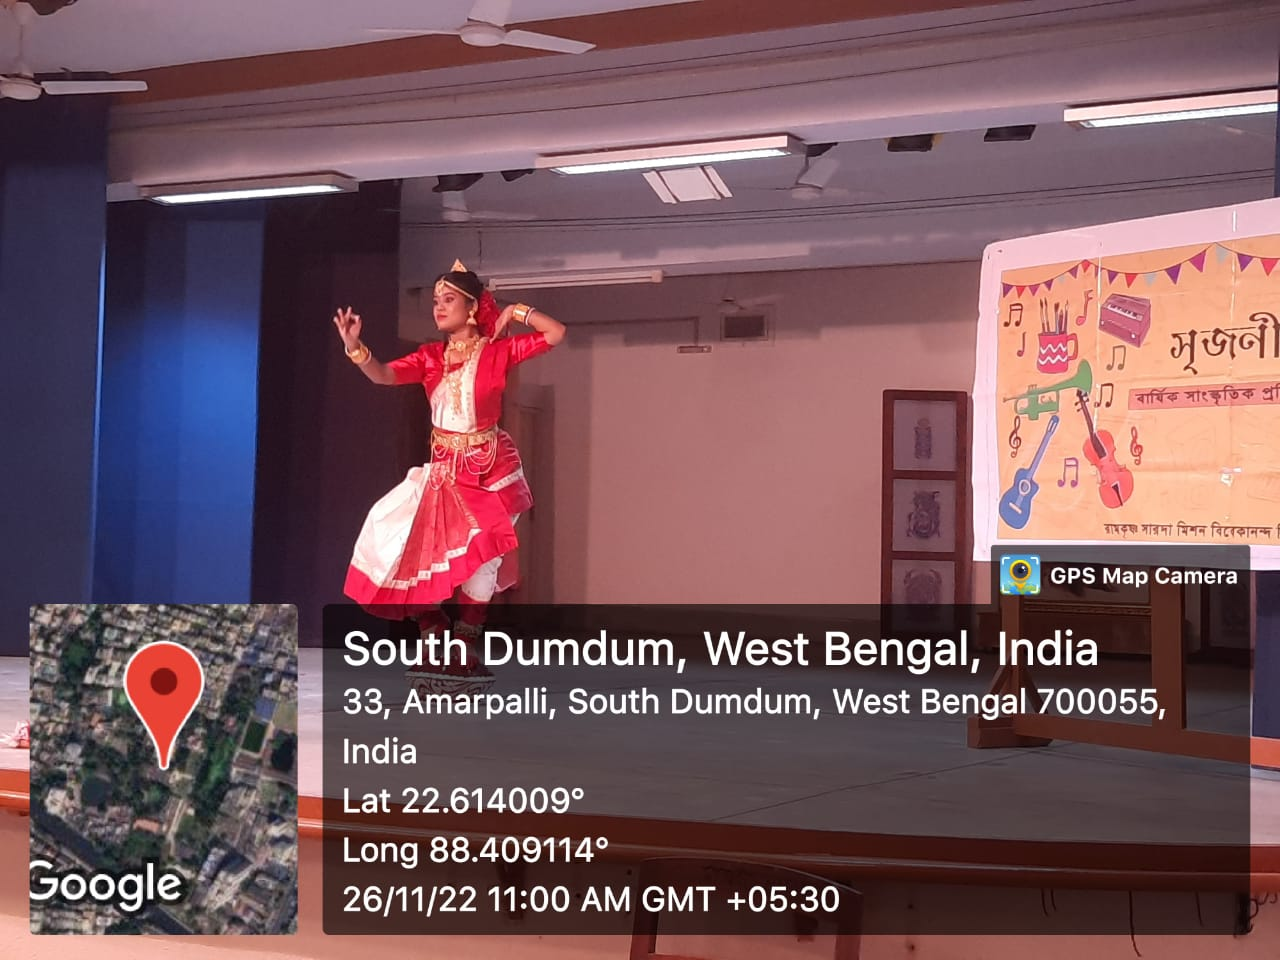 সৃজনী
বার্ষিক সাংস্কৃতিক
রামকৃষ্ণ সারদা মিশন বিবেকানন্দ
GPS Map Camera
South Dumdum, West Bengal, India
33, Amarpalli, South Dumdum, West Bengal 700055,
India
Lat 22.614009°
Long 88.409114°
26/11/22 11:00 AM GMT +05:30
Google